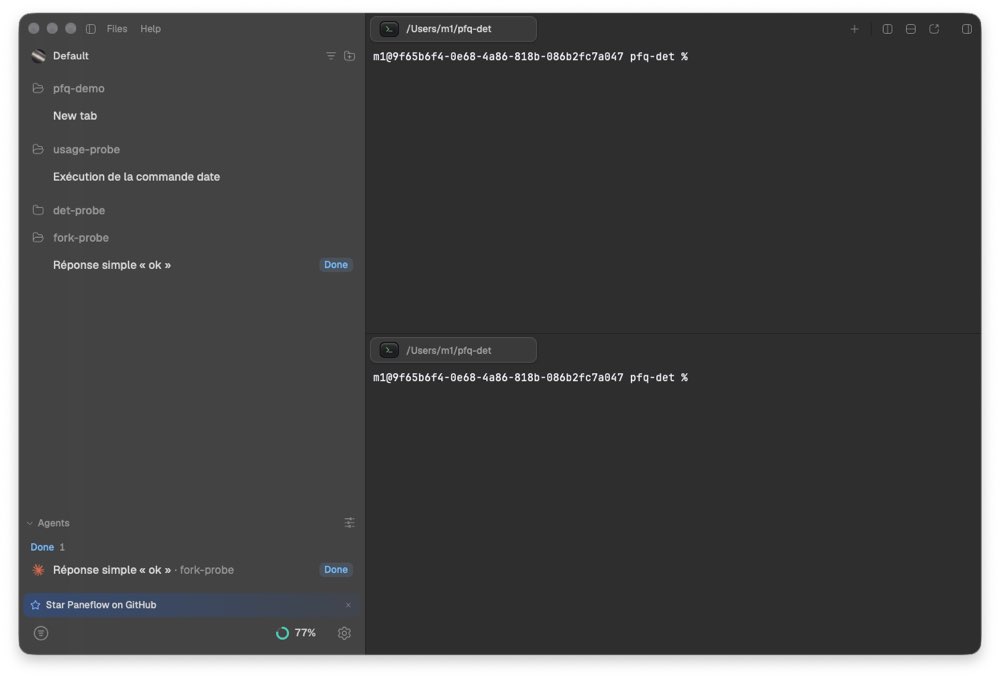 Files Help
Default
pfq-demo
New tab
usage-probe
Exécution de la commande date
det-probe
fork-probe
Réponse simple « ok » Done
Agents
Done 1
Réponse simple « ok » · fork-probe Done
Star Paneflow on GitHub
77%
/Users/m1/pfq-det
m1@9f65b6f4-0e68-4a86-818b-086b2fc7a047 pfq-det %
/Users/m1/pfq-det
m1@9f65b6f4-0e68-4a86-818b-086b2fc7a047 pfq-det %